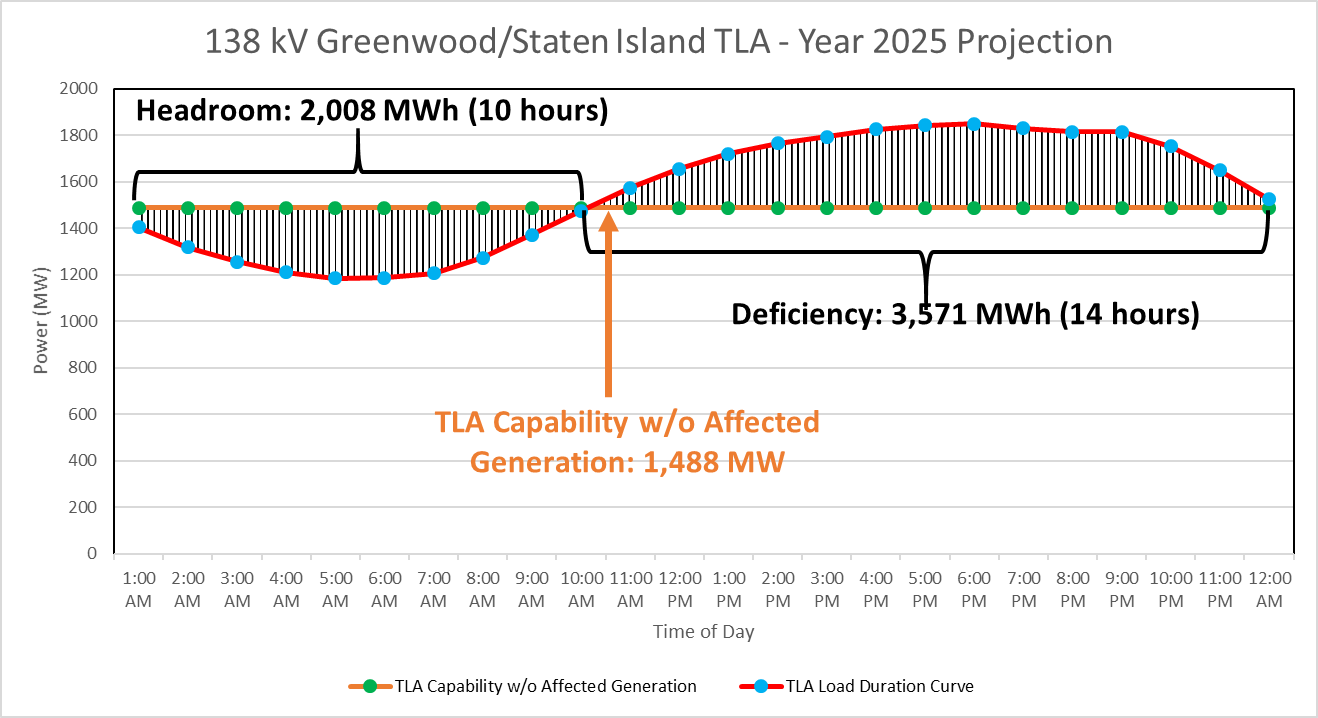 138 kV Greenwood/Staten Island TLA - Year 2025 Projection
2000
1800
1600
1400
1200
1000
800
600
400
200
0
Power (MW)
Headroom: 2,008 MWh (10 hours)
Deficiency: 3,571 MWh (14 hours)
TLA Capability w/o Affected
Generation: 1,488 MW
1:00 2:00 3:00 4:00 5:00 6:00 7:00 8:00 9:00 10:00 11:00 12:00 1:00 2:00 3:00 4:00 5:00 6:00 7:00 8:00 9:00 10:00 11:00 12:00
AM AM AM AM AM AM AM AM AM AM AM PM PM PM PM PM PM PM PM PM PM PM PM AM
Time of Day
TLA Capability w/o Affected Generation TLA Load Duration Curve